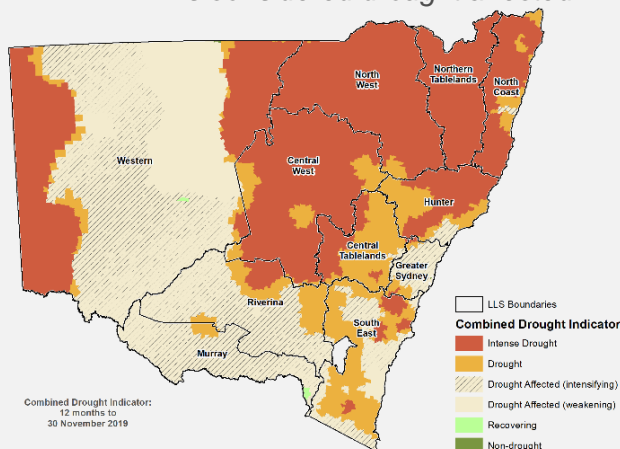 North
West
Northern
Tablelands
North
Coast
Western
Central
West
Hunter
Central
Tablelands
Greater
Sydney
Riverina
South
East
Murray
LLS Boundaries
Combined Drought Indicator
Intense Drought
Drought
Drought Affected (intensifying)
Drought Affected (weakening)
Recovering
Non-drought
Combined Drought Indicator:
12 months to
30 November 2019